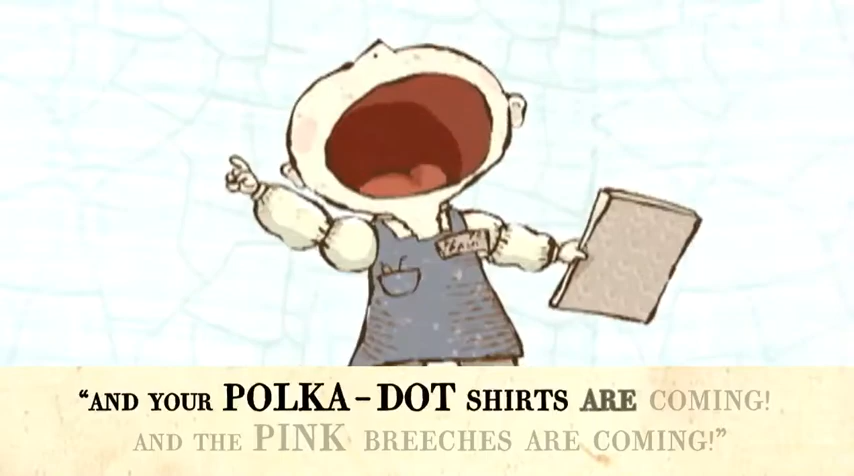 “AND YOUR POLKA-DOT SHIRTS ARE COMING!
AND THE PINK BREECHES ARE COMING!”